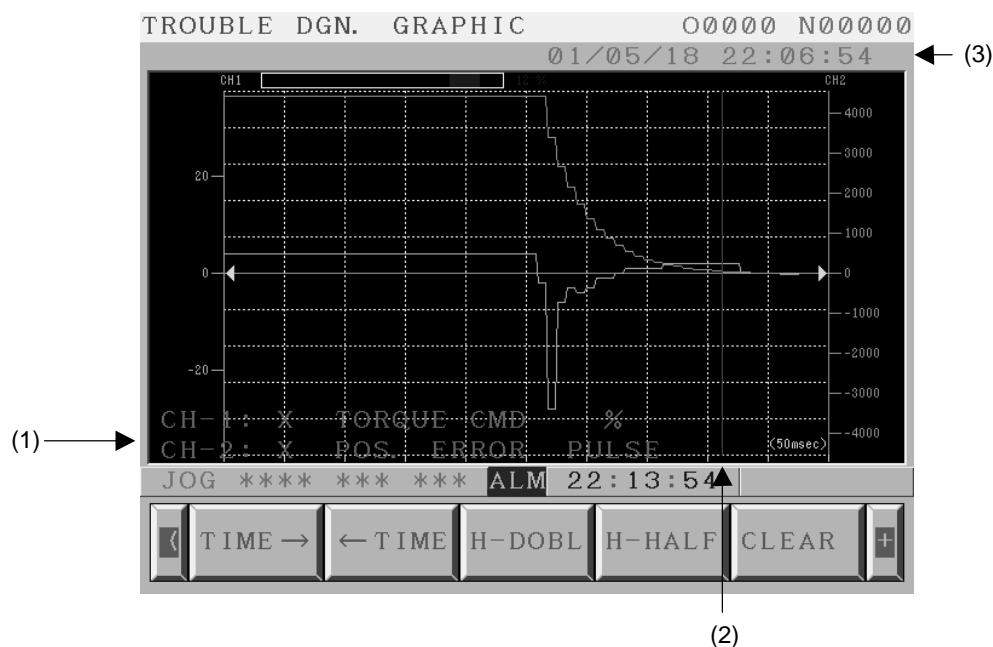 TROUBLE DGN. GRAPHIC O0000 N00000
01/05/18 22:06:54
(3)
CH1 12 % CH2
4000
3000
20
2000
1000
0 0
-1000
-2000
-20
-3000
-4000
CH-1: X TORQUE CMD %
(1)
CH-2: X POS. ERROR PULSE
(50msec)
JOG **** *** *** ALM 22:13:54
TIME→ ←TIME H-DOBL H-HALF CLEAR +
(2)